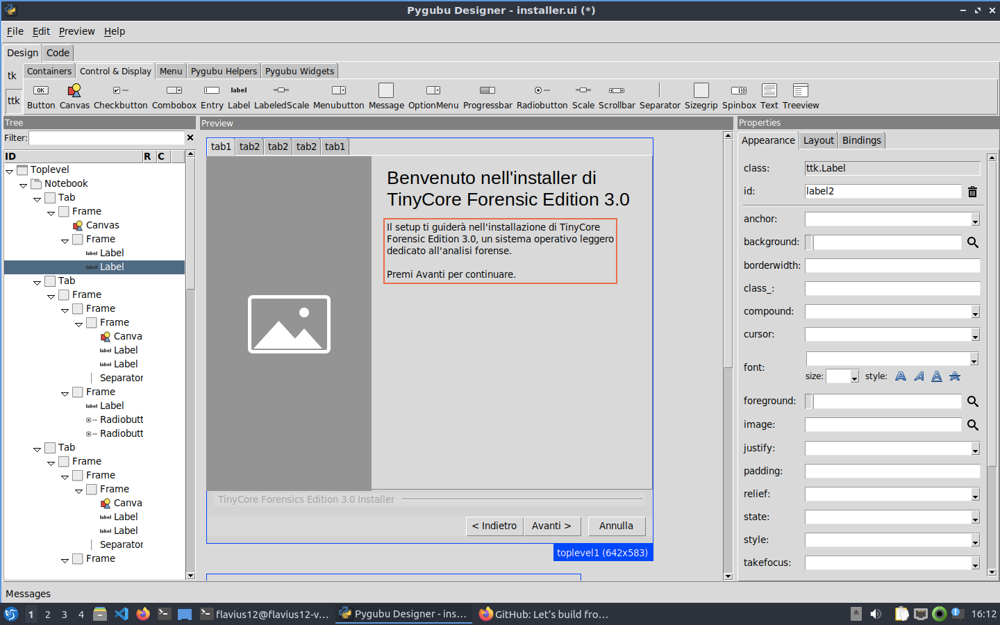 Pygubu Designer - installer.ui (*)
File Edit Preview Help
Design Code
tk
ttk
Containers Control & Display Menu Pygubu Helpers Pygubu Widgets
OK label
Button Canvas Checkbutton Combobox Entry Label LabeledScale Menubutton Message OptionMenu Progressbar Radiobutton Scale Scrollbar Separator Sizegrip Spinbox Text Treeview
Tree
Filter:
ID R C
Toplevel
Notebook
Tab
Frame
Canvas
Frame
label Label
label Label
Tab
Frame
Frame
Frame
Canva
label Label
label Label
Separator
Frame
label Label
Radiobutt
Radiobutt
Tab
Frame
Frame
Frame
Canva
label Label
label Label
Separator
Frame
Preview
tab1 tab2 tab2 tab2 tab1
Benvenuto nell'installer di
TinyCore Forensic Edition 3.0
Il setup ti guiderà nell'installazione di TinyCore
Forensic Edition 3.0, un sistema operativo leggero
dedicato all'analisi forense.
Premi Avanti per continuare.
TinyCore Forensics Edition 3.0 Installer
< Indietro Avanti > Annulla
toplevel1 (642x583)
Properties
Appearance Layout Bindings
class: ttk.Label
id: label2
anchor:
background:
borderwidth:
class_:
compound:
cursor:
font:
size: style: A A A A
foreground:
image:
justify:
padding:
relief:
state:
style:
takefocus:
Messages
1 2 3 4 flavius12@flavius12-v... Pygubu Designer - ins... GitHub: Let's build fro... 16:12